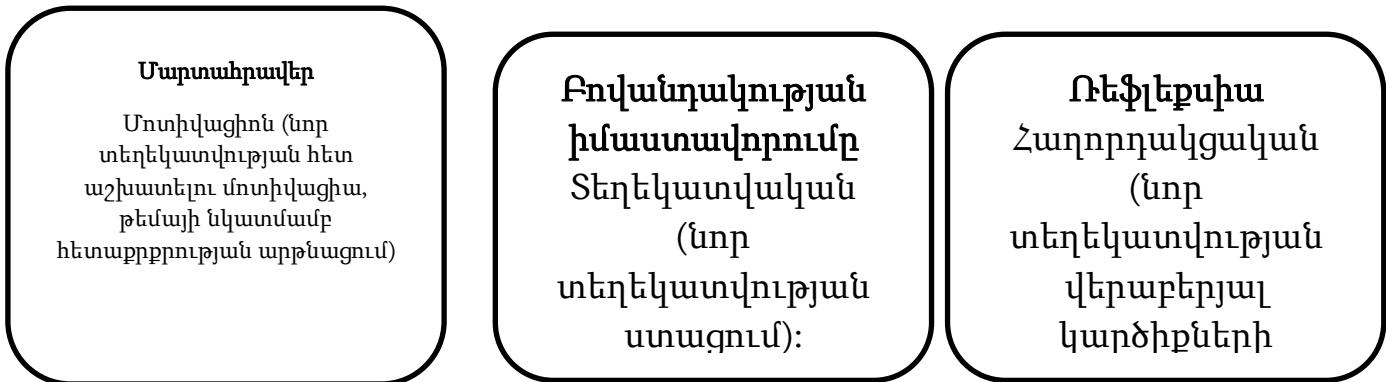 Մարտահրավեր
Մոտիվացիոն (նոր
տեղեկատվության հետ
աշխատելու մոտիվացիա,
թեմայի նկատմամբ
հետաքրքրության արթնացում)
Բովանդակության
իմաստավորումը
Տեղեկատվական
(նոր
տեղեկատվության
ստացում):
Ռեֆլեքսիա
Հաղորդակցական
(նոր
տեղեկատվության
վերաբերյալ
կարծիքների